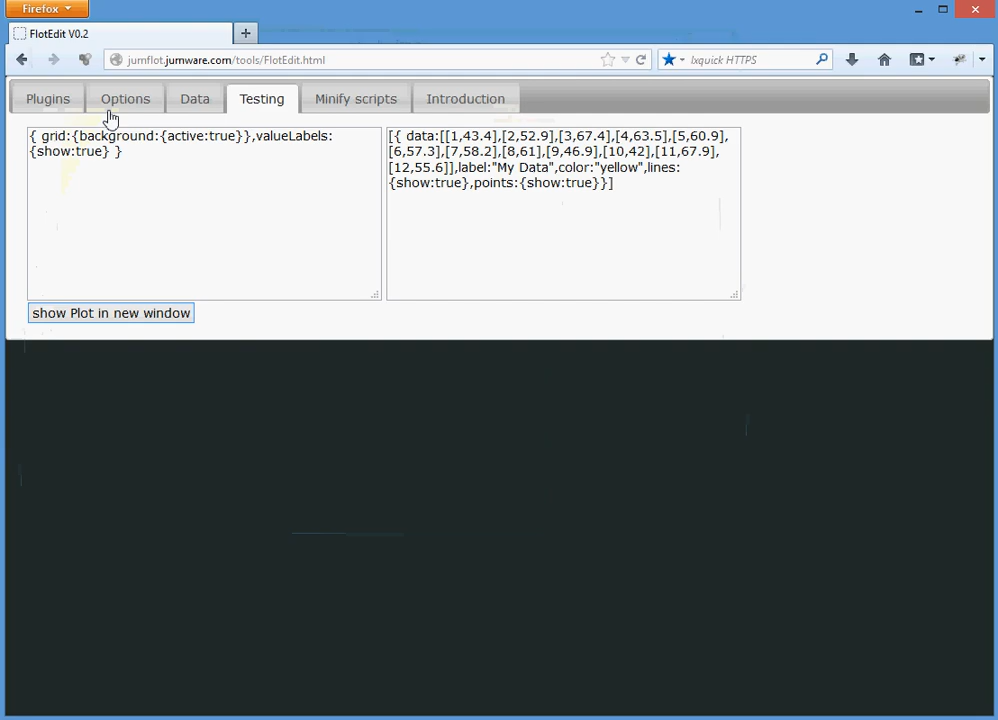 Firefox
FlotEdit V0.2
jumflot.jumware.com/tools/FlotEdit.html
Ixquick HTTPS
Plugins
Options
Data
Testing
Minify scripts
Introduction
{ grid:{background:{active:true}},valueLabels:
{show:true} }
[{ data:[[1,43.4],[2,52.9],[3,67.4],[4,63.5],[5,60.9],
[6,57.3],[7,58.2],[8,61],[9,46.9],[10,42],[11,67.9],
[12,55.6]],label:"My Data",color:"yellow",lines:
{show:true},points:{show:true}}]
show Plot in new window